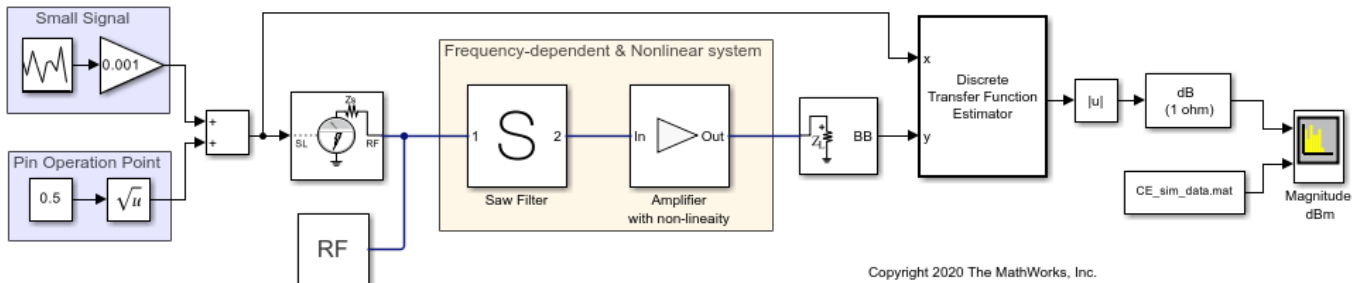 Small Signal
0.001
Pin Operation Point
0.5
√u
+
+
SL
Zs
RF
RF
Frequency-dependent & Nonlinear system
1
S
2
Saw Filter
In
Out
Amplifier
with non-lineaity
+
ZL
BB
x
y
Discrete
Transfer Function
Estimator
|u|
dB
(1 ohm)
CE_sim_data.mat
Magnitude
dBm
Copyright 2020 The MathWorks, Inc.